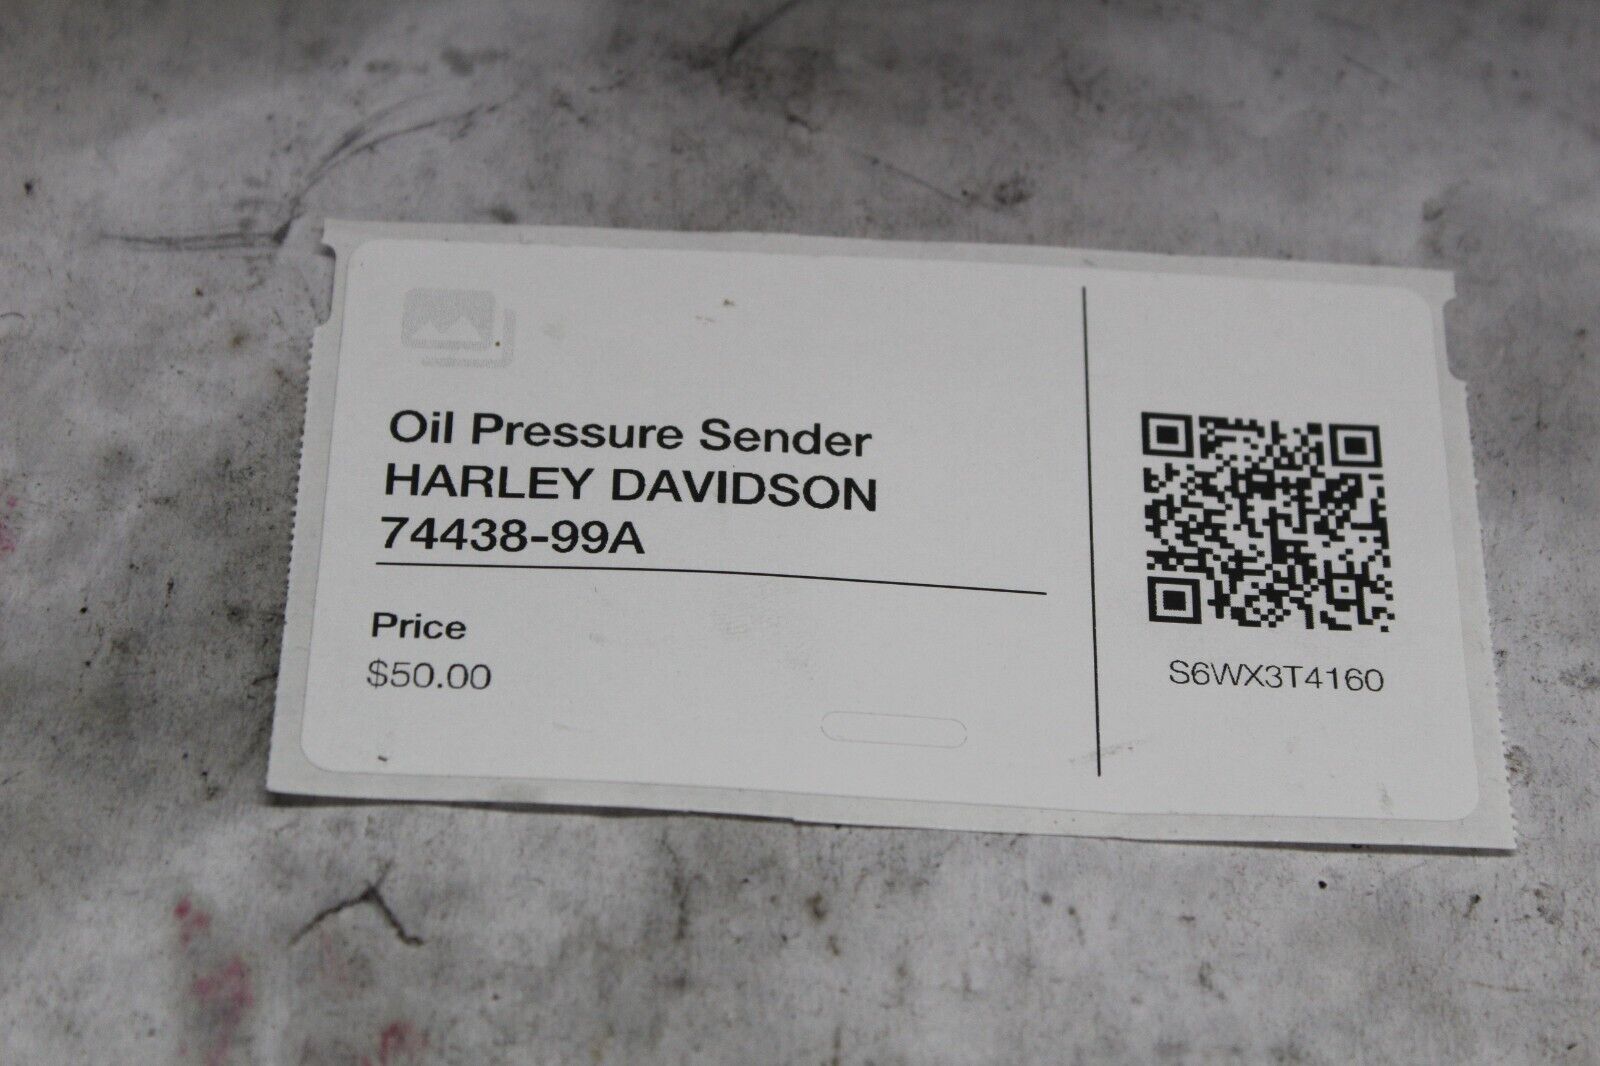 Oil Pressure Sender
HARLEY DAVIDSON
74438-99A
Price
$50.00
S6WX3T4160